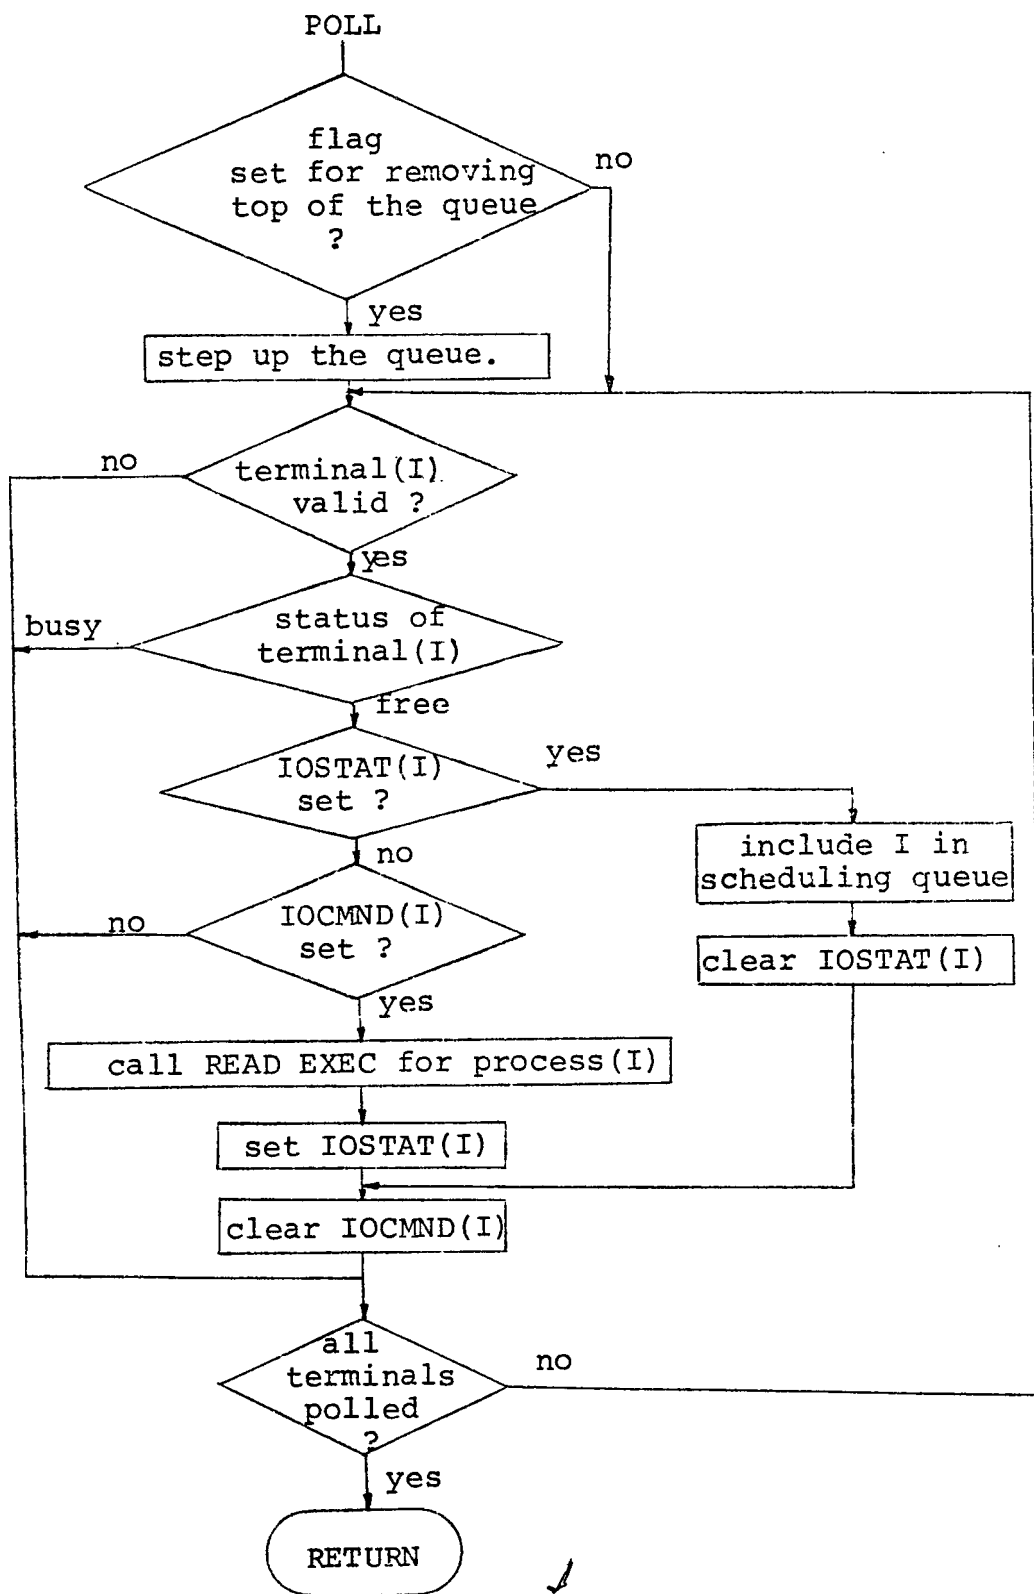 POLL
flag
set for removing
top of the queue
?
no
yes
step up the queue.
no
terminal(I)
valid ?
yes
busy
status of
terminal(I)
free
IOSTAT(I)
set ?
yes
no
include I in
scheduling queue
no
IOCMND(I)
set ?
clear IOSTAT(I)
yes
call READ EXEC for process(I)
set IOSTAT(I)
clear IOCMND(I)
all
terminals
polled
?
no
yes
RETURN